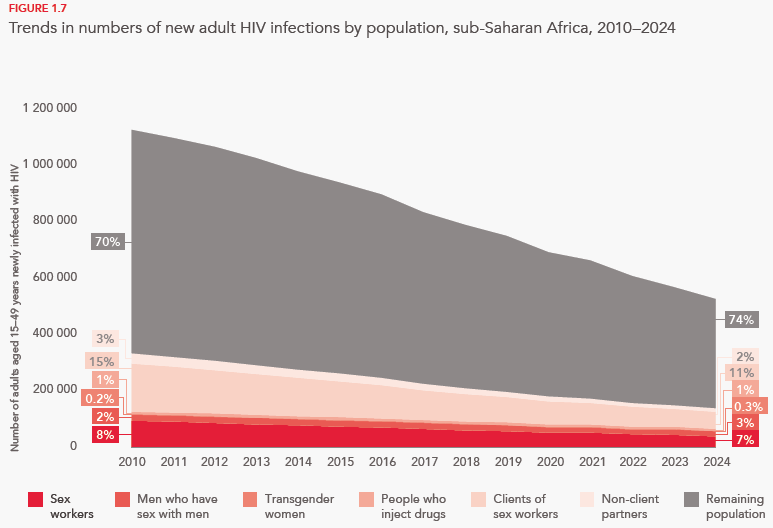 FIGURE 1.7
Trends in numbers of new adult HIV infections by population, sub-Saharan Africa, 2010–2024
Number of adults aged 15–49 years newly infected with HIV
1 200 000
1 000 000
800 000
600 000
400 000
200 000
0
70%
3%
15%
1%
0.2%
2%
8%
74%
2%
11%
1%
0.3%
3%
7%
2010 2011 2012 2013 2014 2015 2016 2017 2018 2019 2020 2021 2022 2023 2024
Sex
workers
Men who have
sex with men
Transgender
women
People who
inject drugs
Clients of
sex workers
Non-client
partners
Remaining
population